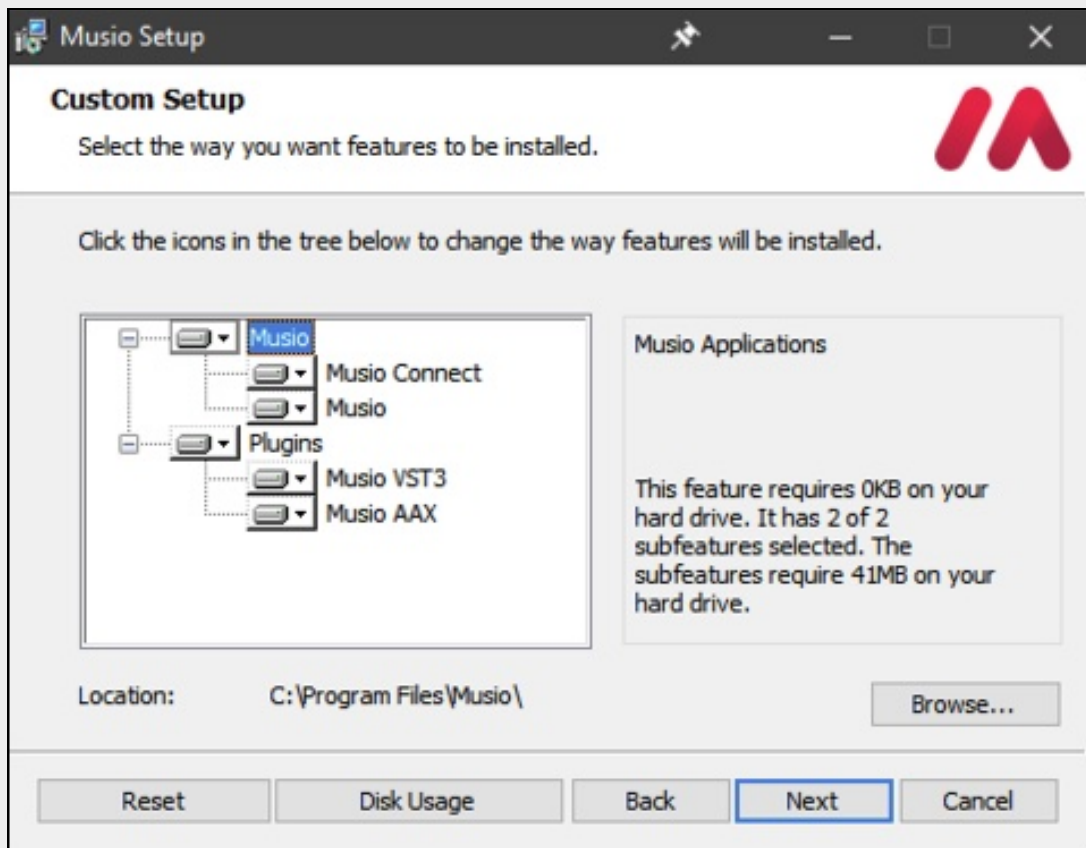 Musio Setup
Custom Setup
Select the way you want features to be installed.
Click the icons in the tree below to change the way features will be installed.
Musio
Musio Connect
Musio
Plugins
Musio VST3
Musio AAX
Musio Applications
This feature requires 0KB on your
hard drive. It has 2 of 2
subfeatures selected. The
subfeatures require 41MB on your
hard drive.
Location: C:\Program Files\Musio\
Browse...
Reset Disk Usage Back Next Cancel